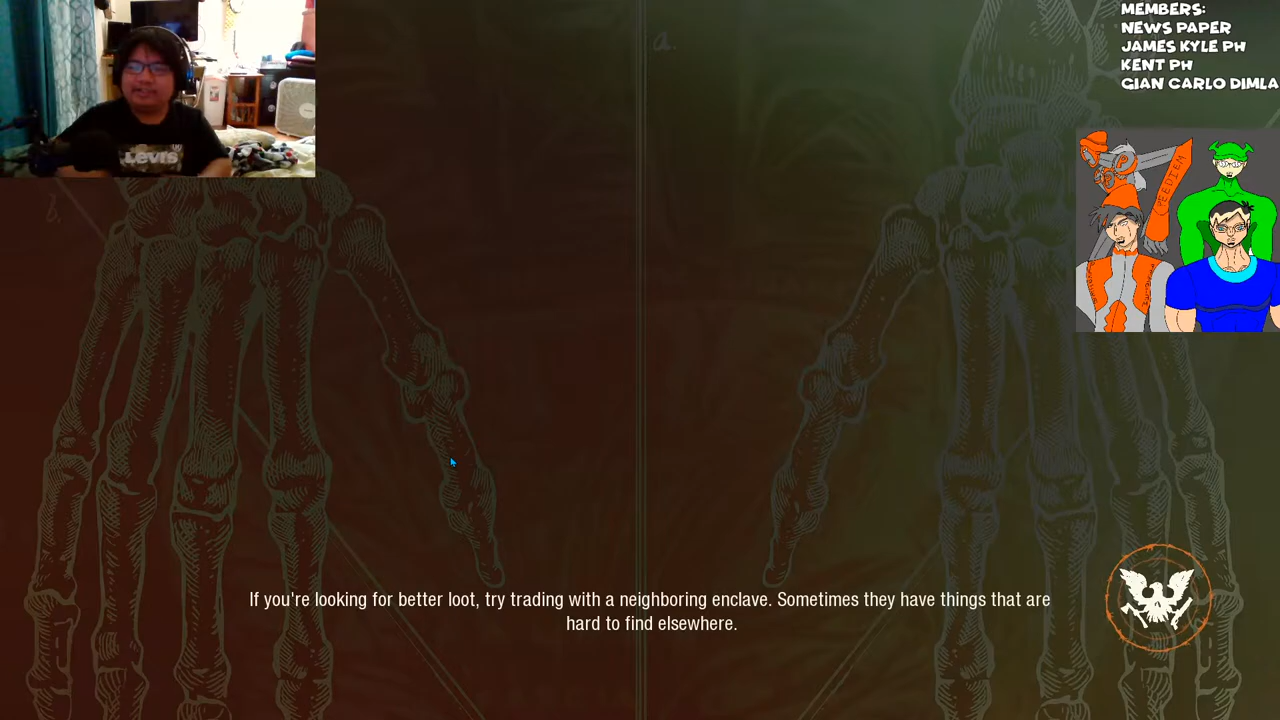 MEMBERS:
NEWS PAPER
JAMES KYLE PH
KENT PH
GIAN CARLO DIMLA
Levi's
PEEDIEM
a.
b.
If you're looking for better loot, try trading with a neighboring enclave. Sometimes they have things that are
hard to find elsewhere.